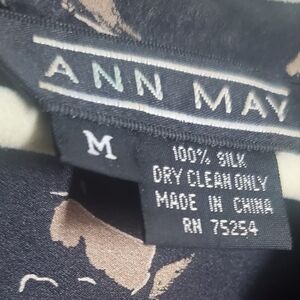 ANN MAY
M
100% SILK
DRY CLEAN ONLY
MADE IN CHINA
RN 75254